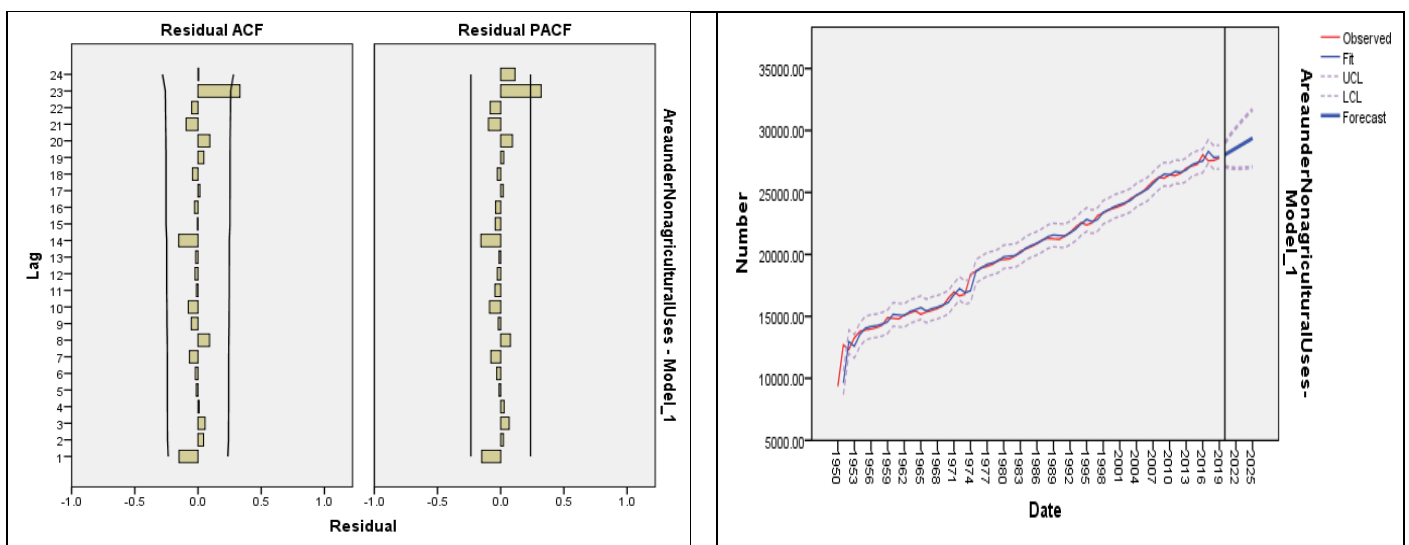 Residual ACF
Residual PACF
Lag
24
23
22
21
20
19
18
17
16
15
14
13
12
11
10
9
8
7
6
5
4
3
2
1
-1.0 -0.5 0.0 0.5 1.0
-1.0 -0.5 0.0 0.5 1.0
Residual
AreaunderNonagriculturalUses - Model_1
Number
35000.00
30000.00
25000.00
20000.00
15000.00
10000.00
5000.00
1950 1953 1956 1959 1962 1965 1968 1971 1974 1977 1980 1983 1986 1989 1992 1995 1998 2001 2004 2007 2010 2013 2016 2019 2022 2025
Date
AreaunderNonagriculturalUses-
Model_1
Observed
Fit
UCL
LCL
Forecast